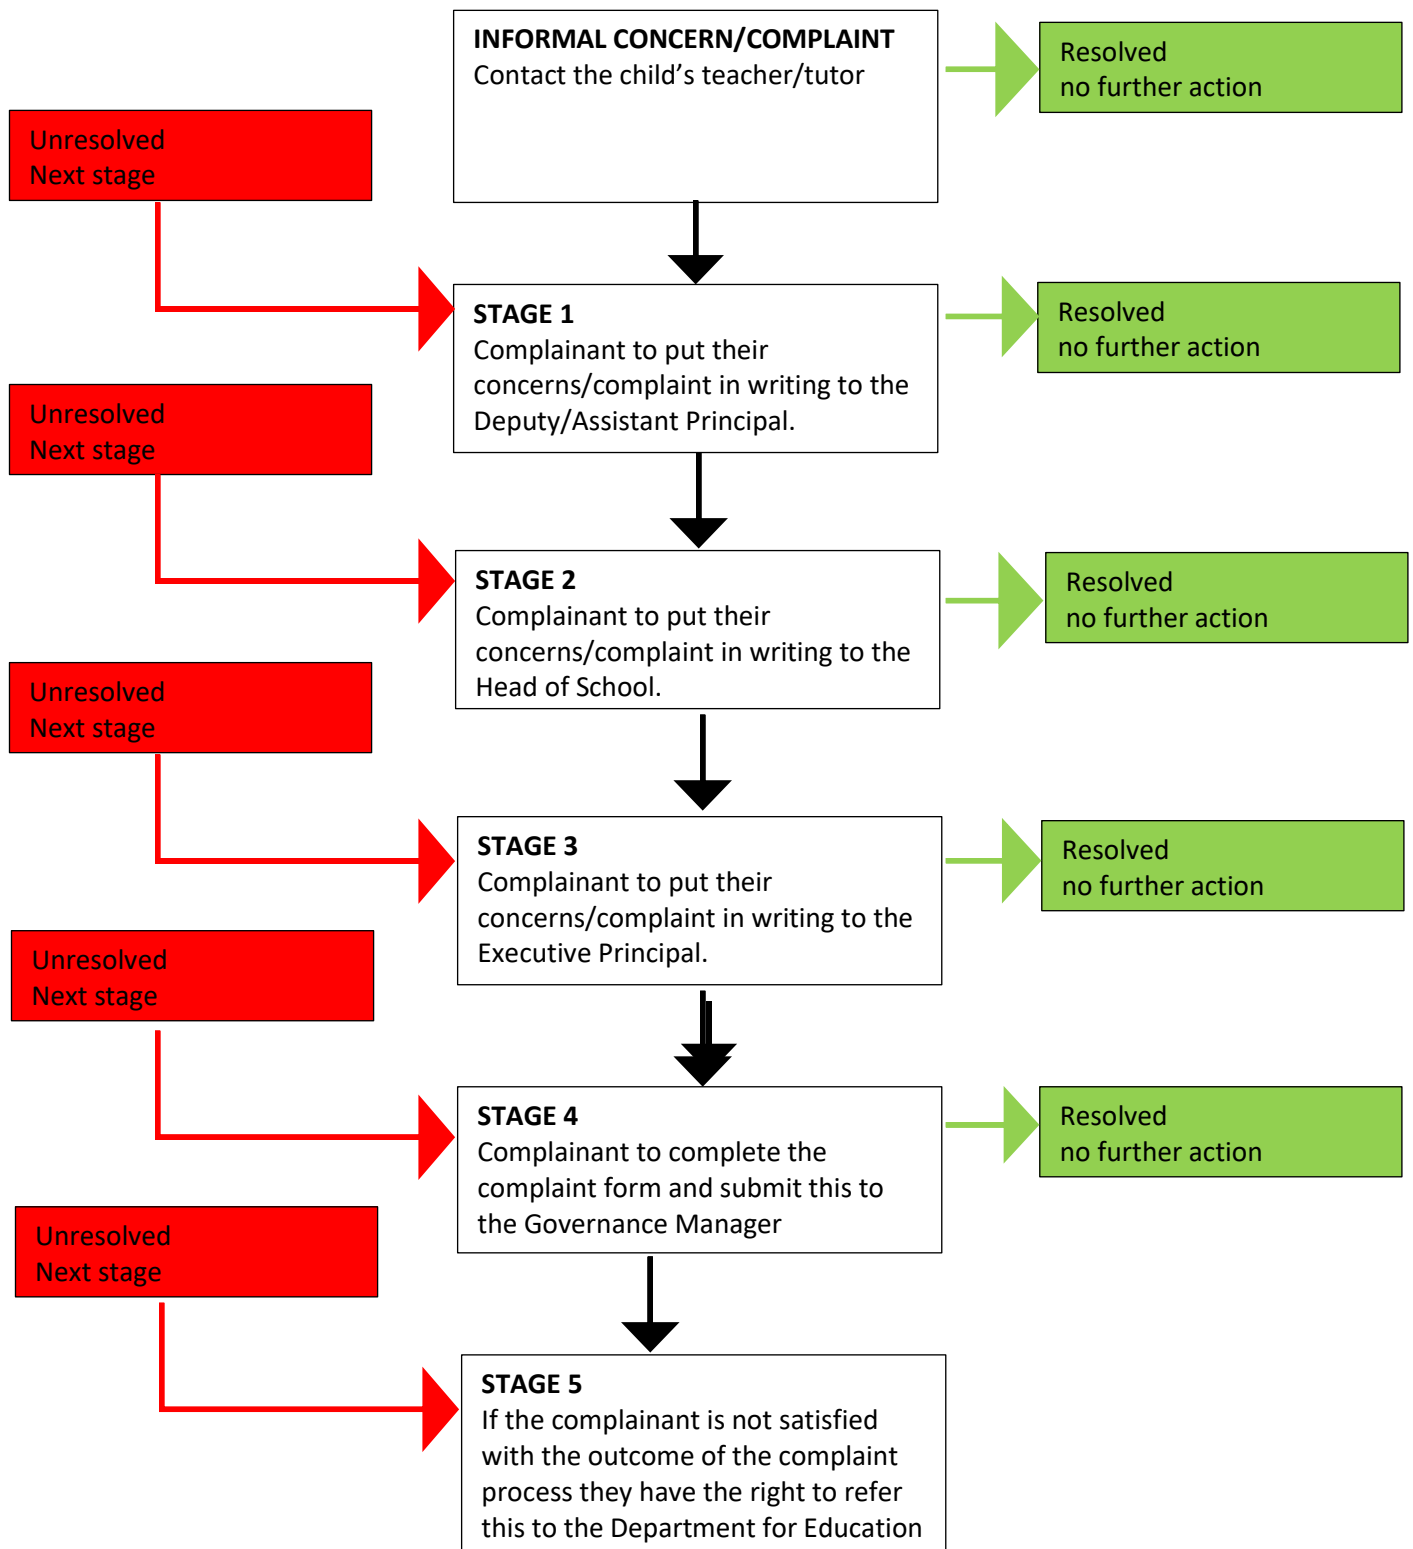 INFORMAL CONCERN/COMPLAINT
Contact the child’s teacher/tutor
Resolved
no further action
Unresolved
Next stage
STAGE 1
Complainant to put their
concerns/complaint in writing to the
Deputy/Assistant Principal.
Resolved
no further action
Unresolved
Next stage
STAGE 2
Complainant to put their
concerns/complaint in writing to the
Head of School.
Resolved
no further action
Unresolved
Next stage
STAGE 3
Complainant to put their
concerns/complaint in writing to the
Executive Principal.
Resolved
no further action
Unresolved
Next stage
STAGE 4
Complainant to complete the
complaint form and submit this to
the Governance Manager
Resolved
no further action
Unresolved
Next stage
STAGE 5
If the complainant is not satisfied
with the outcome of the complaint
process they have the right to refer
this to the Department for Education